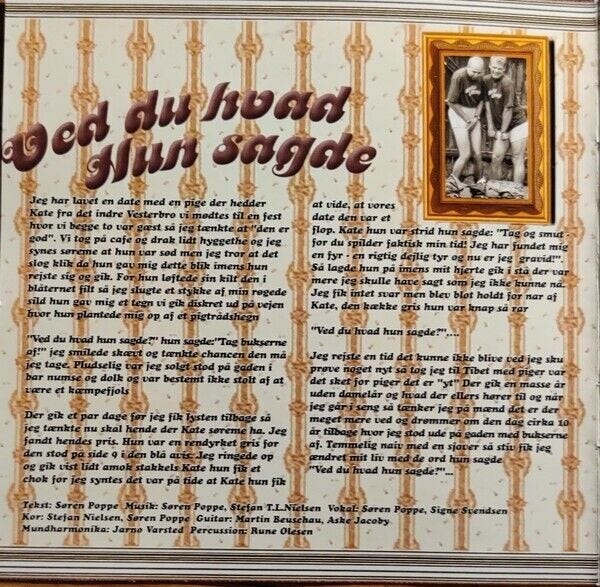 Ved du hvad
Hun sagde
Jeg har lavet en date med en pige der hedder
Kate fra det indre Vesterbro vi mødtes til en fest
hvor vi begge to var gæst så jeg tænkte at "den er
god". Vi tog på cafe og drak lidt hyggethe og jeg
synes sørene at hun var sød men jeg tror at det
slog klik da hun gav mig dette blik imens hun
rejste sig og gik. For hun løftede sin kilt den i
blåternet filt så jeg slugte et stykke af min røgede
sild hun gav mig et tegn vi gik diskret ud på vejen
hvor hun plantede mig op af et pigtrådshegn
"Ved du hvad hun sagde?" hun sagde:"Tag bukserne
af!" jeg smilede skævt og tænkte chancen den må
jeg tage. Pludselig var jeg solgt stod på gaden i
bar numse og dolk og var bestemt ikke stolt af at
være et kæmpefjols
Der gik et par dage før jeg fik lysten tilbage så
jeg tænkte nu skal hende der Kate søreme ha. Jeg
fandt hendes pris. Hun var en rendyrket gris for
den stod på side 9 i den blå avis. Jeg ringede op
og gik vist lidt amok stakkels Kate hun fik et
chok for jeg syntes det var på tide at Kate hun fik
at vide, at vores
date den var et
flop. Kate hun var strid hun sagde: "Tag og smut -
for du spilder faktisk min tid! Jeg har fundet mig
en fyr - en rigtig dejlig tyr og nu er jeg  gravid!".
Så lagde hun på imens mit hjerte gik i stå der var
mere jeg skulle have sagt som jeg ikke kunne nå.
Jeg fik intet svar men blev blot holdt for nar af
Kate, den kække gris hun var knap så rar
"Ved du hvad hun sagde?"....
Jeg rejste en tid det kunne ikke blive ved jeg sku
prøve noget nyt så tog jeg til Tibet med piger var
det sket for piger det er "yt" Der gik en masse år
uden damelår og hvad der ellers hører til og når
jeg går i seng så tænker jeg på mænd det er der
meget mere ved og drømmer om den dag cirka 10
år tilbage hvor jeg stod ude på gaden med bukserne
af. Temmelig naiv med en sjover så stiv fik jeg
ændret mit liv med de ord hun sagde
"Ved du hvad hun sagde?"...
Tekst: Søren Poppe  Musik: Søren Poppe, Stefan T.L.Nielsen  Vokal: Søren Poppe, Signe Svendsen
Kor: Stefan Nielsen, Søren Poppe  Guitar: Martin Beuschau, Aske Jacoby
Mundharmonika: Jarno Varsted  Percussion: Rune Olesen